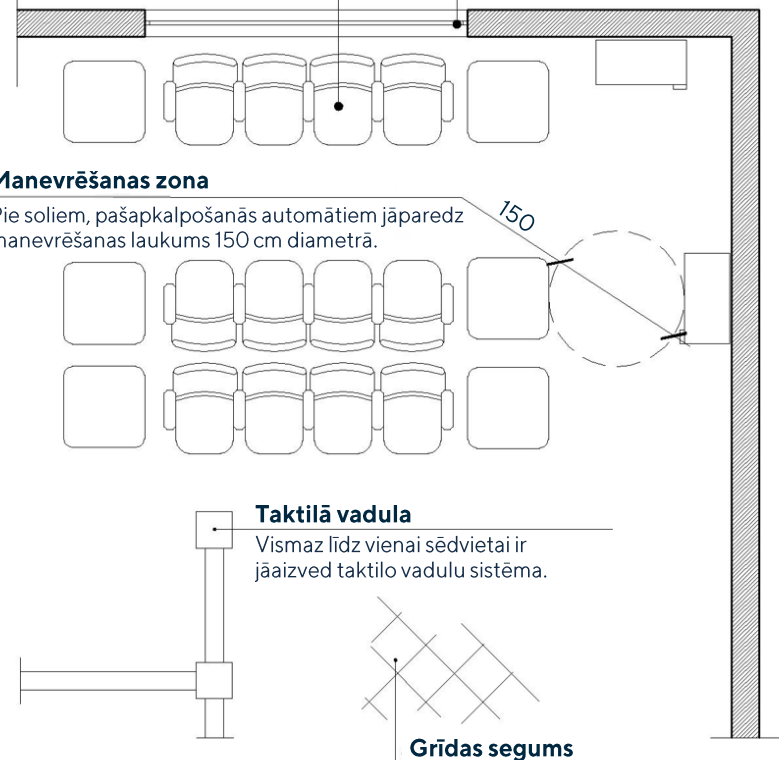 Manevrēšanas zona
Pie soliem, pašapkalpošanās automātiem jāparedz
manevrēšanas laukums 150 cm diametrā.
150
Taktilā vadula
Vismaz līdz vienai sēdvietai ir
jāaizved taktilo vadulu sistēma.
Grīdas segums